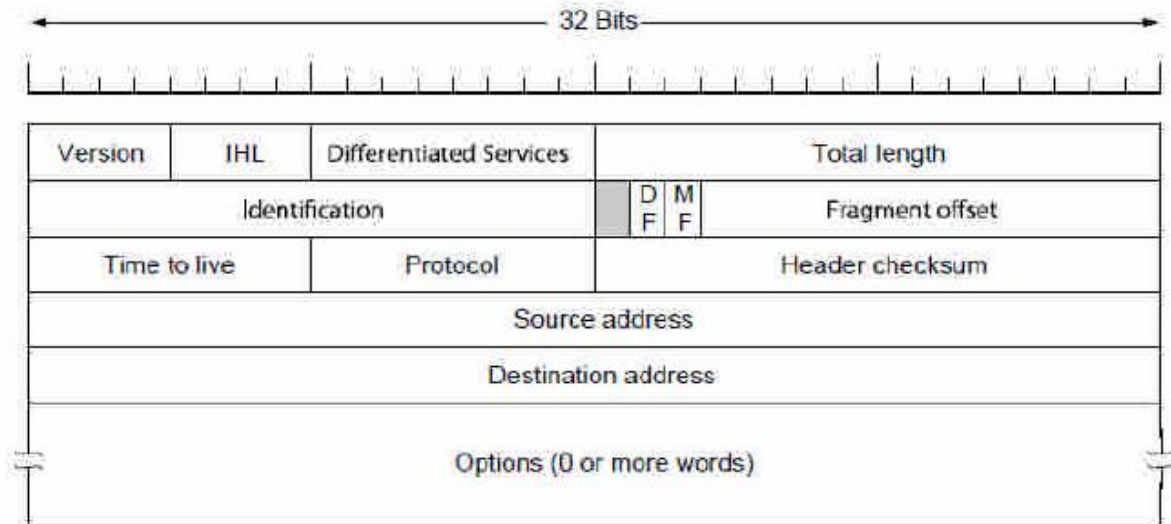 32 Bits
Version IHL Differentiated Services Total length
Identification D F M F Fragment offset
Time to live Protocol Header checksum
Source address
Destination address
Options (0 or more words)